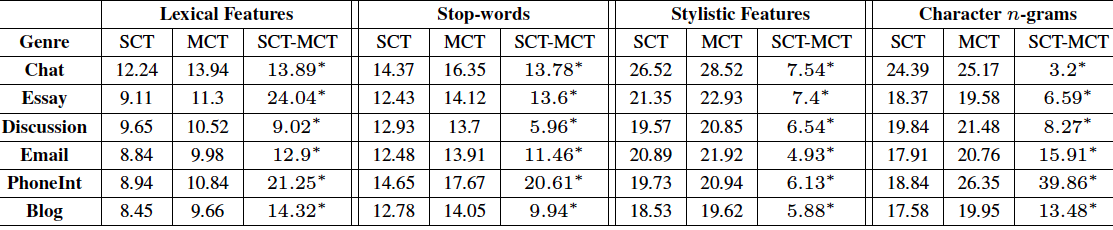 Lexical Features Stop-words Stylistic Features Character n-grams
Genre SCT MCT SCT-MCT SCT MCT SCT-MCT SCT MCT SCT-MCT SCT MCT SCT-MCT
Chat 12.24 13.94 13.89* 14.37 16.35 13.78* 26.52 28.52 7.54* 24.39 25.17 3.2*
Essay 9.11 11.3 24.04* 12.43 14.12 13.6* 21.35 22.93 7.4* 18.37 19.58 6.59*
Discussion 9.65 10.52 9.02* 12.93 13.7 5.96* 19.57 20.85 6.54* 19.84 21.48 8.27*
Email 8.84 9.98 12.9* 12.48 13.91 11.46* 20.89 21.92 4.93* 17.91 20.76 15.91*
PhoneInt 8.94 10.84 21.25* 14.65 17.67 20.61* 19.73 20.94 6.13* 18.84 26.35 39.86*
Blog 8.45 9.66 14.32* 12.78 14.05 9.94* 18.53 19.62 5.88* 17.58 19.95 13.48*